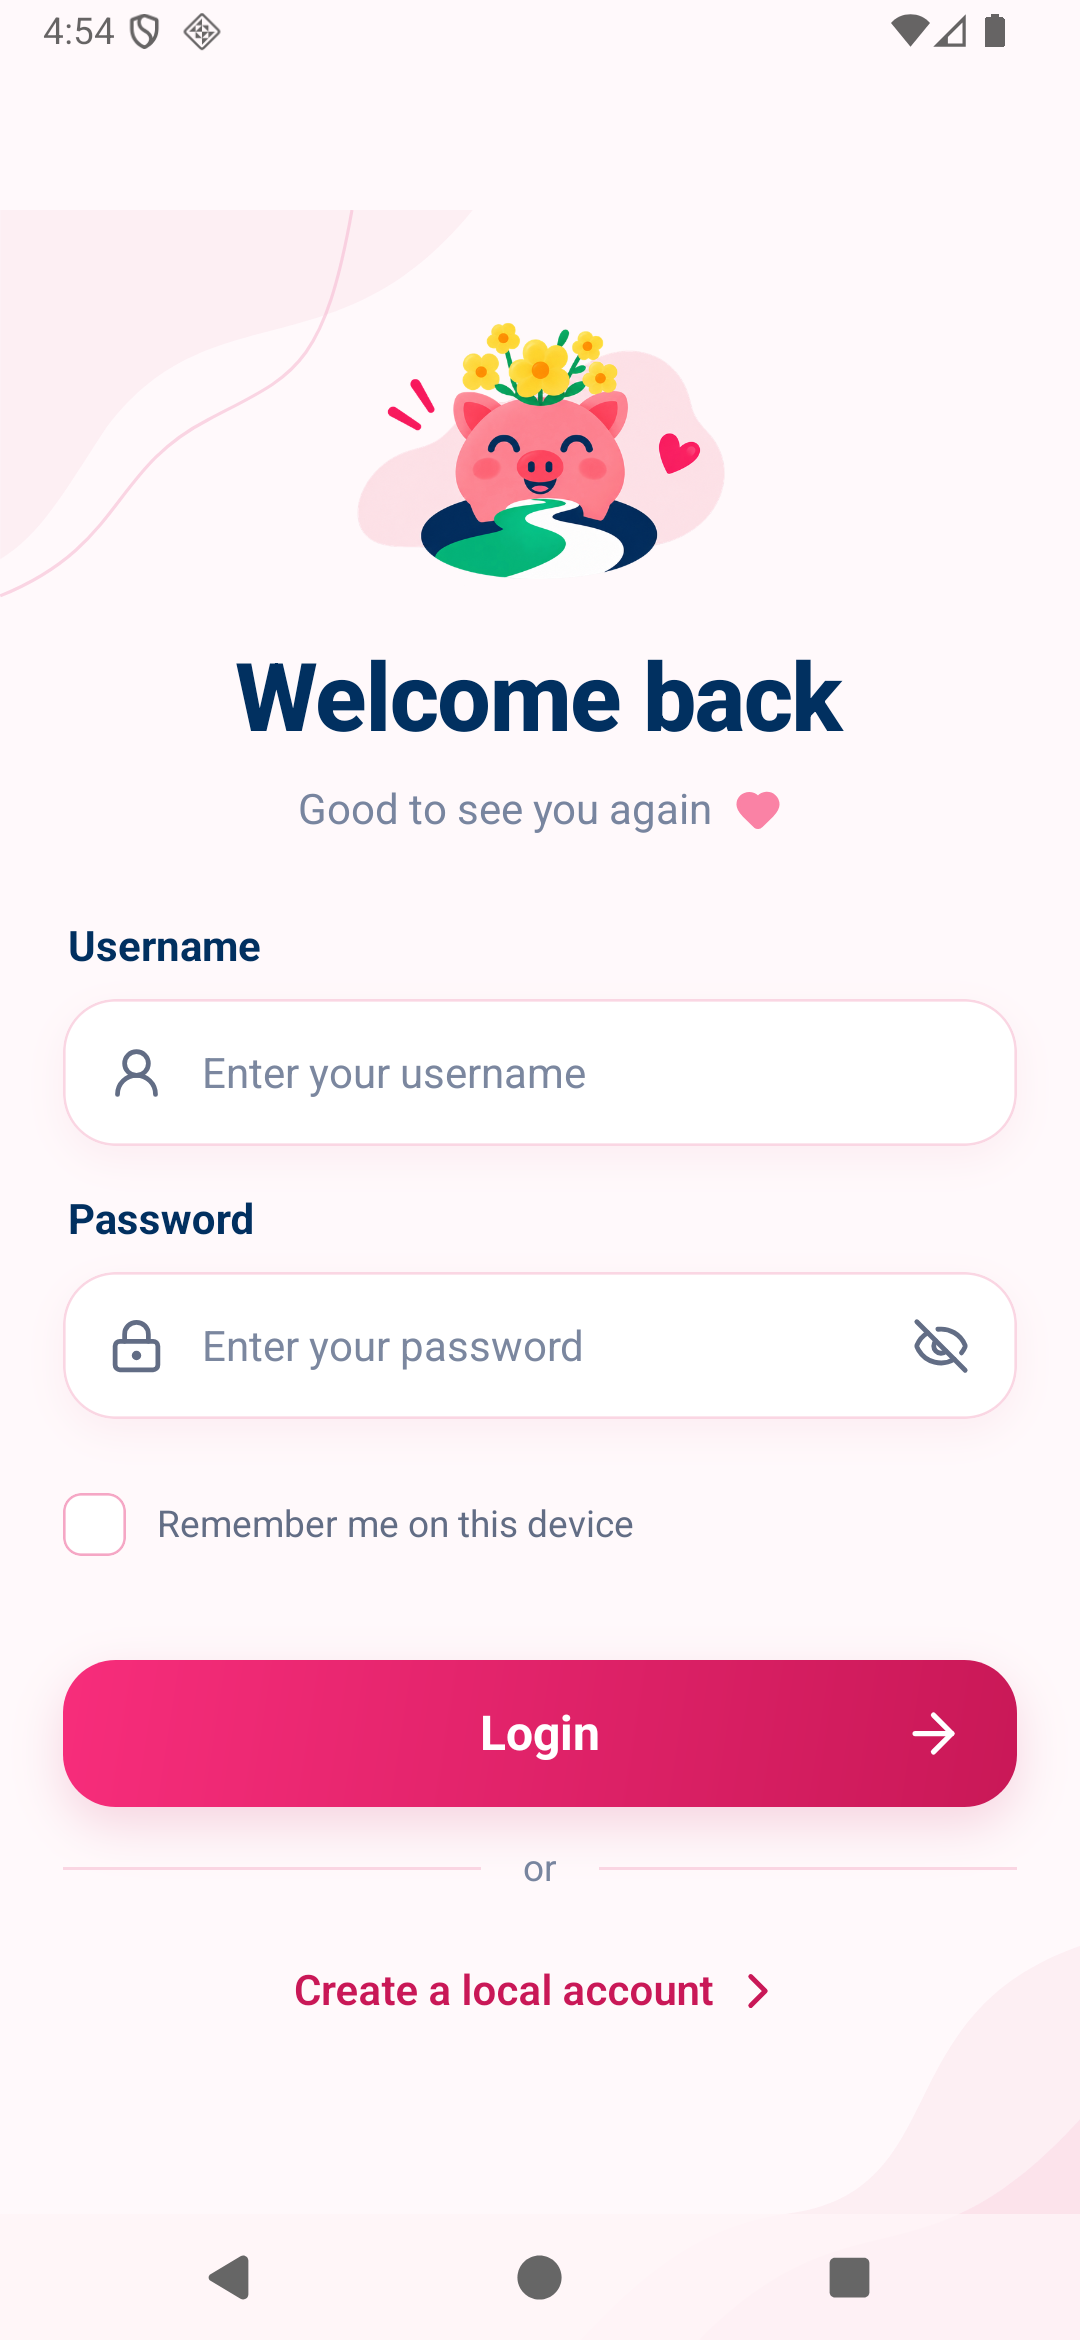 4:54
Welcome back
Good to see you again
Username
Enter your username
Password
Enter your password
Remember me on this device
Login
or
Create a local account